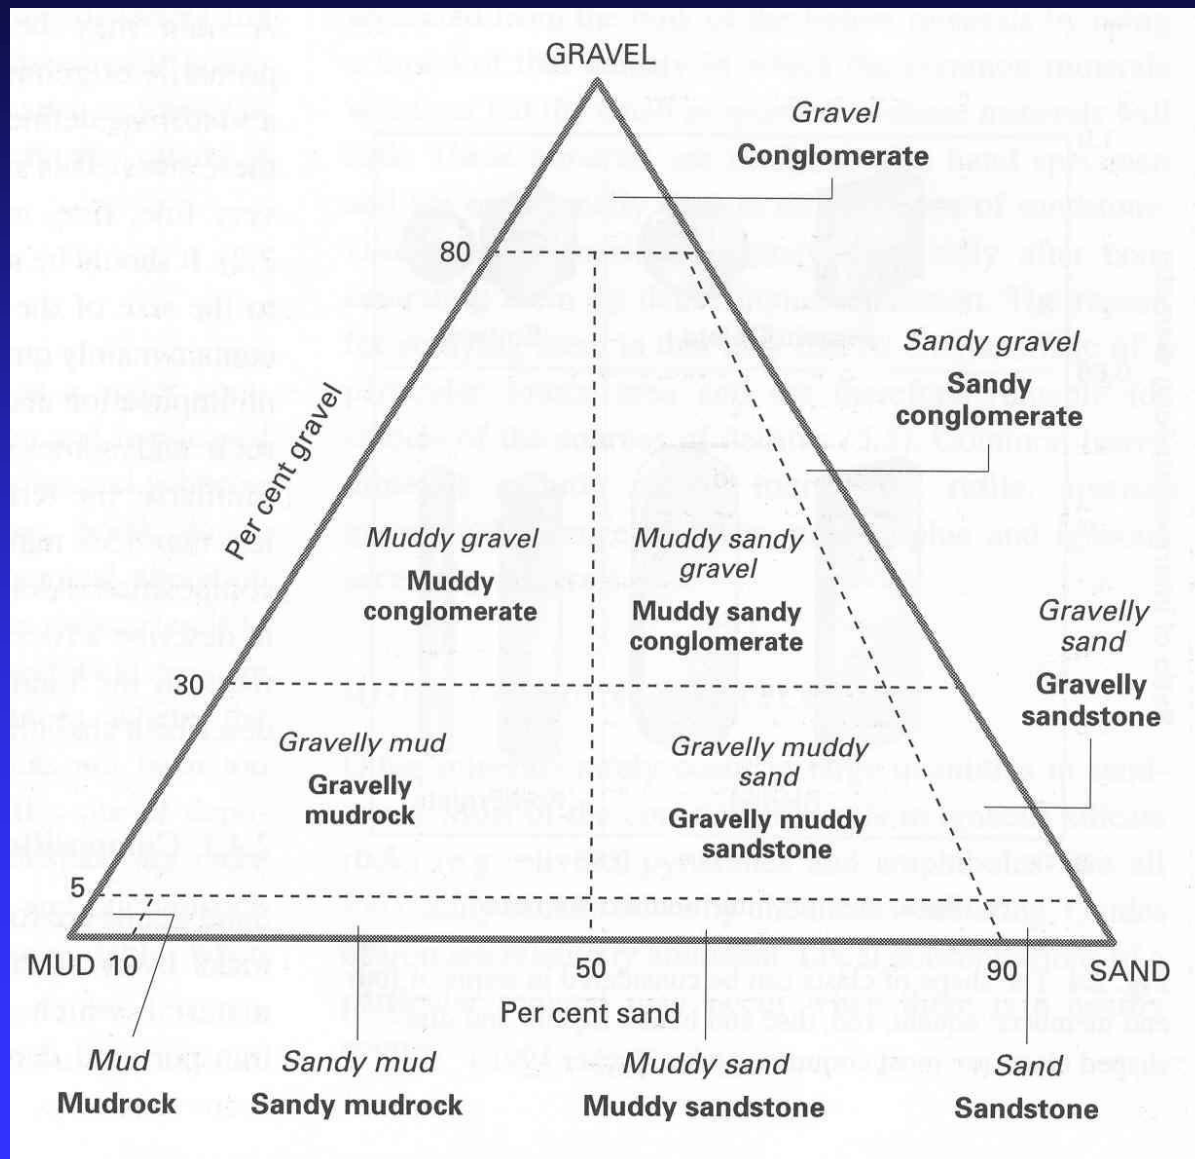 GRAVEL
Gravel
Conglomerate
80
Sandy gravel
Sandy
conglomerate
Per cent gravel
Muddy gravel
Muddy
conglomerate
Muddy sandy
gravel
Muddy sandy
conglomerate
Gravelly
sand
Gravelly
sandstone
30
Gravelly mud
Gravelly
mudrock
Gravelly muddy
sand
Gravelly muddy
sandstone
5
MUD 10
50
90
SAND
Per cent sand
Mud
Mudrock
Sandy mud
Sandy mudrock
Muddy sand
Muddy sandstone
Sand
Sandstone